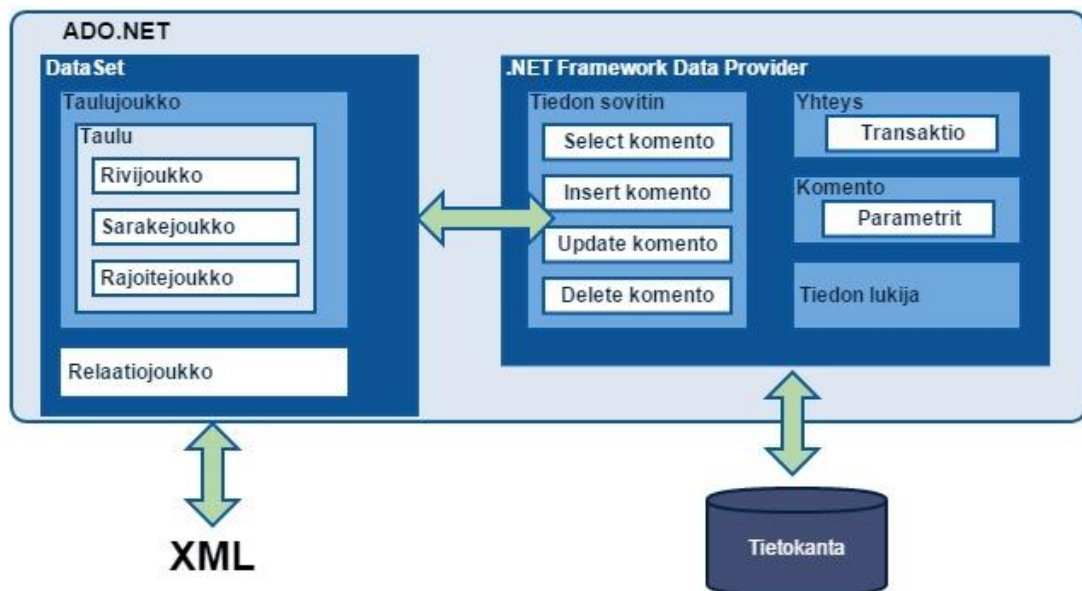 ADO.NET
DataSet
Taulujoukko
Taulu
Rivijoukko
Sarakejoukko
Rajoitejoukko
Relaatiojoukko
.NET Framework Data Provider
Tiedon sovitin
Select komento
Insert komento
Update komento
Delete komento
Yhteys
Transaktio
Komento
Parametrit
Tiedon lukija
XML
Tietokanta